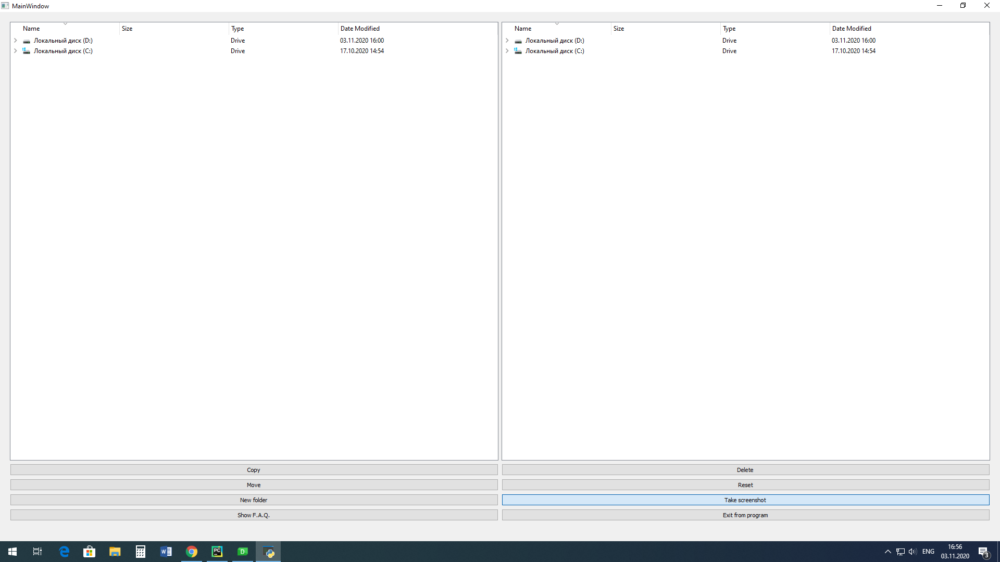 MainWindow
Name Size Type Date Modified
Локальный диск (D:) Drive 03.11.2020 16:00
Локальный диск (C:) Drive 17.10.2020 14:54
Name Size Type Date Modified
Локальный диск (D:) Drive 03.11.2020 16:00
Локальный диск (C:) Drive 17.10.2020 14:54
Copy
Delete
Move
Reset
New folder
Take screenshot
Show F.A.Q.
Exit from program
W
PC
D
ENG
16:56
03.11.2020
3